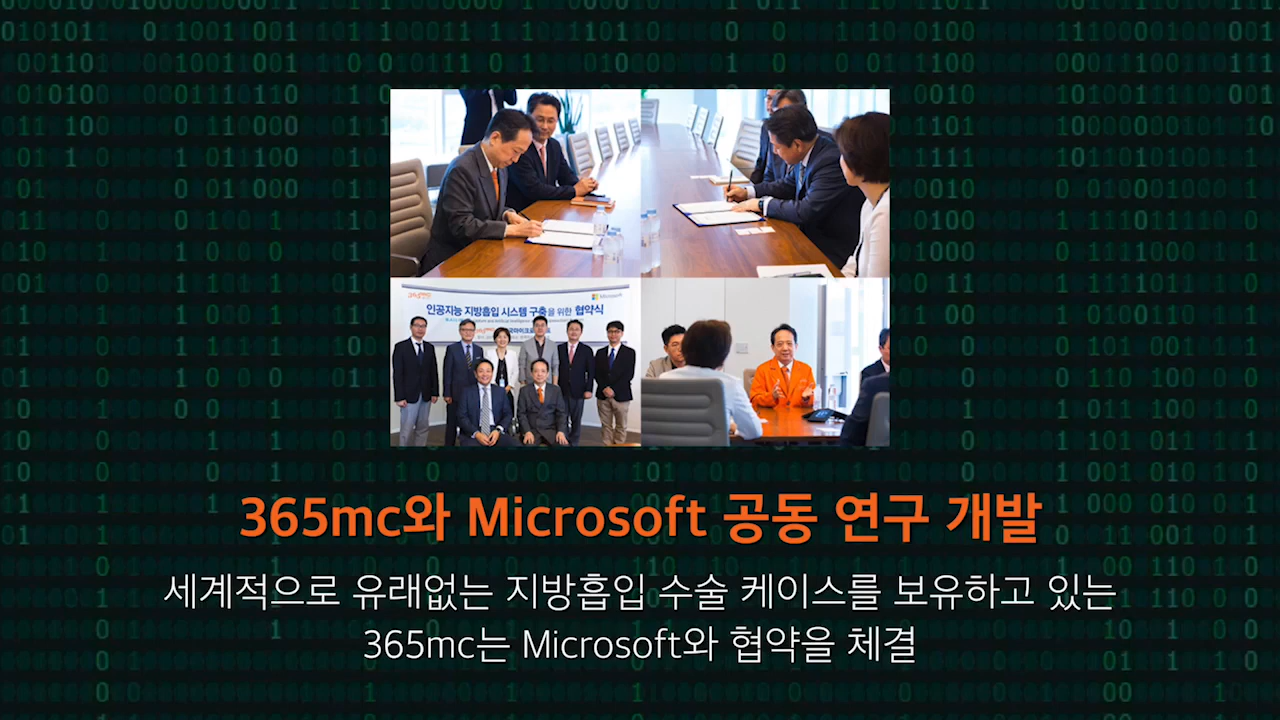 365mc
Microsoft
인공지능 지방흡입 시스템 구축을 위한 협약식
365mc와 Microsoft 공동 연구 개발
세계적으로 유래없는 지방흡입 수술 케이스를 보유하고 있는
365mc는 Microsoft와 협약을 체결